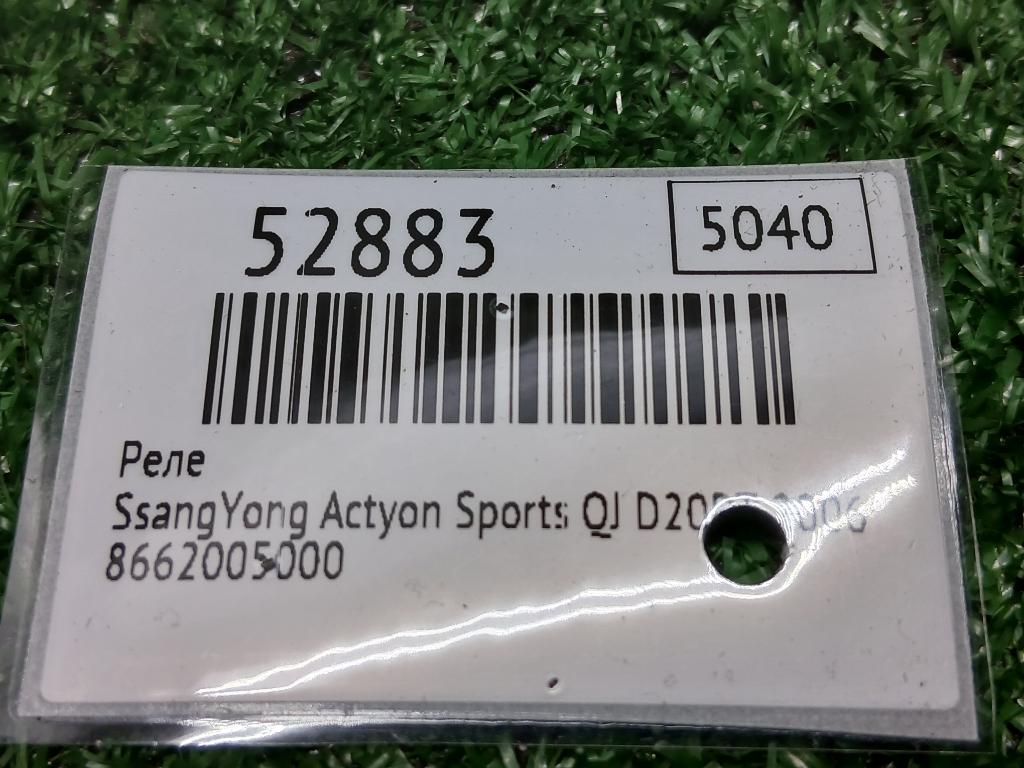 52883
5040
Реле
SsangYong Actyon Sports QJ
8662005000